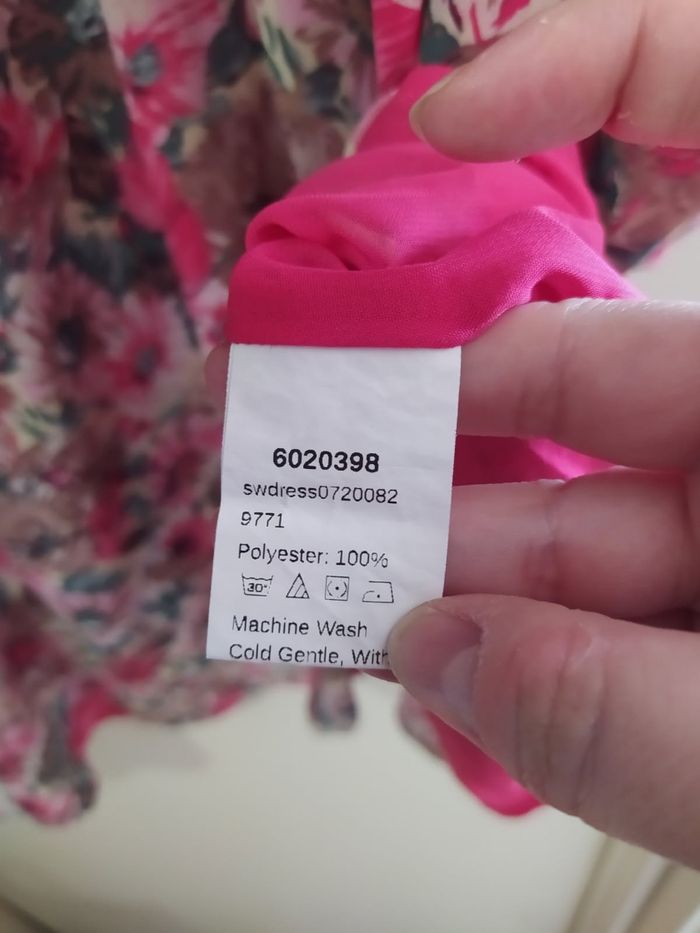 6020398
swdress0720082
9771
Polyester: 100%
30°
Machine Wash
Cold Gentle, With